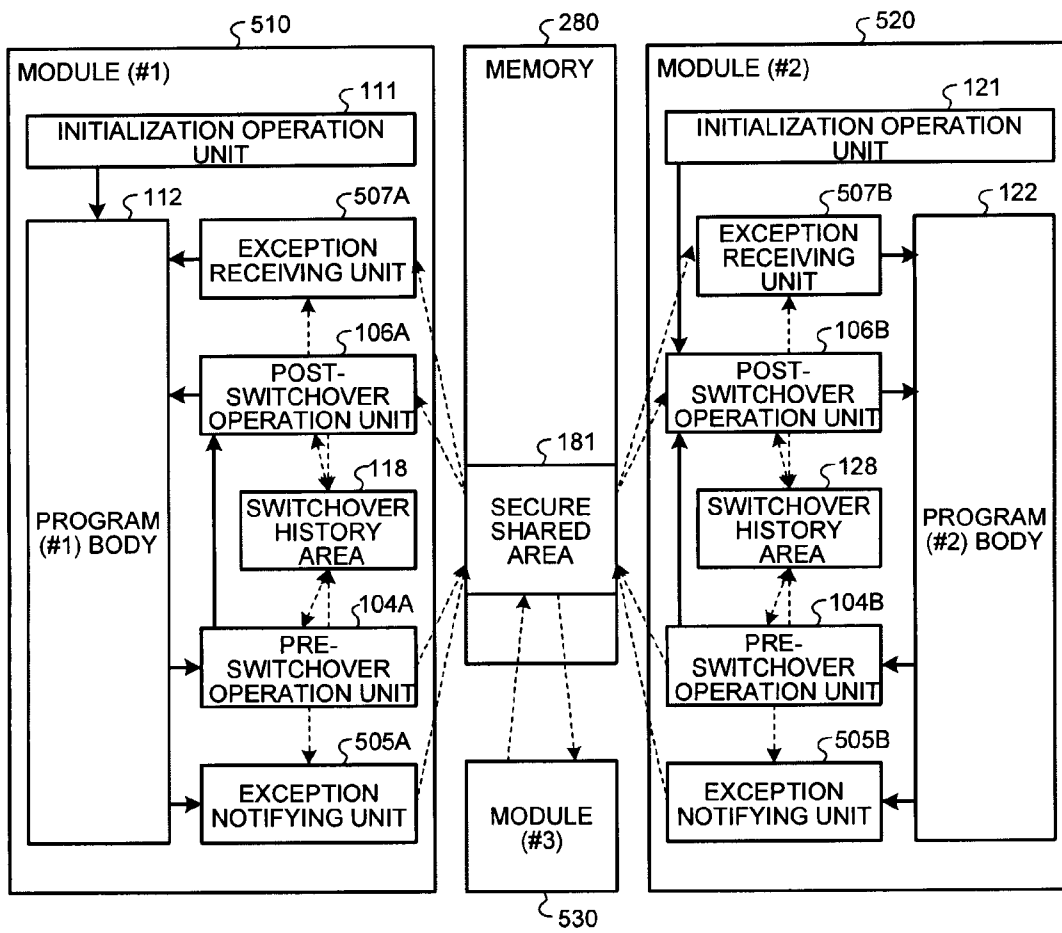 510
280
520
MODULE (#1)
MEMORY
MODULE (#2)
111
INITIALIZATION OPERATION
UNIT
121
INITIALIZATION OPERATION
UNIT
112
PROGRAM
(#1) BODY
507A
EXCEPTION
RECEIVING UNIT
106A
POST-
SWITCHOVER
OPERATION UNIT
118
SWITCHOVER
HISTORY
AREA
104A
PRE-
SWITCHOVER
OPERATION UNIT
505A
EXCEPTION
NOTIFYING UNIT
181
SECURE
SHARED
AREA
MODULE
(#3)
530
507B
EXCEPTION
RECEIVING
UNIT
106B
POST-
SWITCHOVER
OPERATION UNIT
128
SWITCHOVER
HISTORY
AREA
104B
PRE-
SWITCHOVER
OPERATION UNIT
505B
EXCEPTION
NOTIFYING UNIT
122
PROGRAM
(#2) BODY